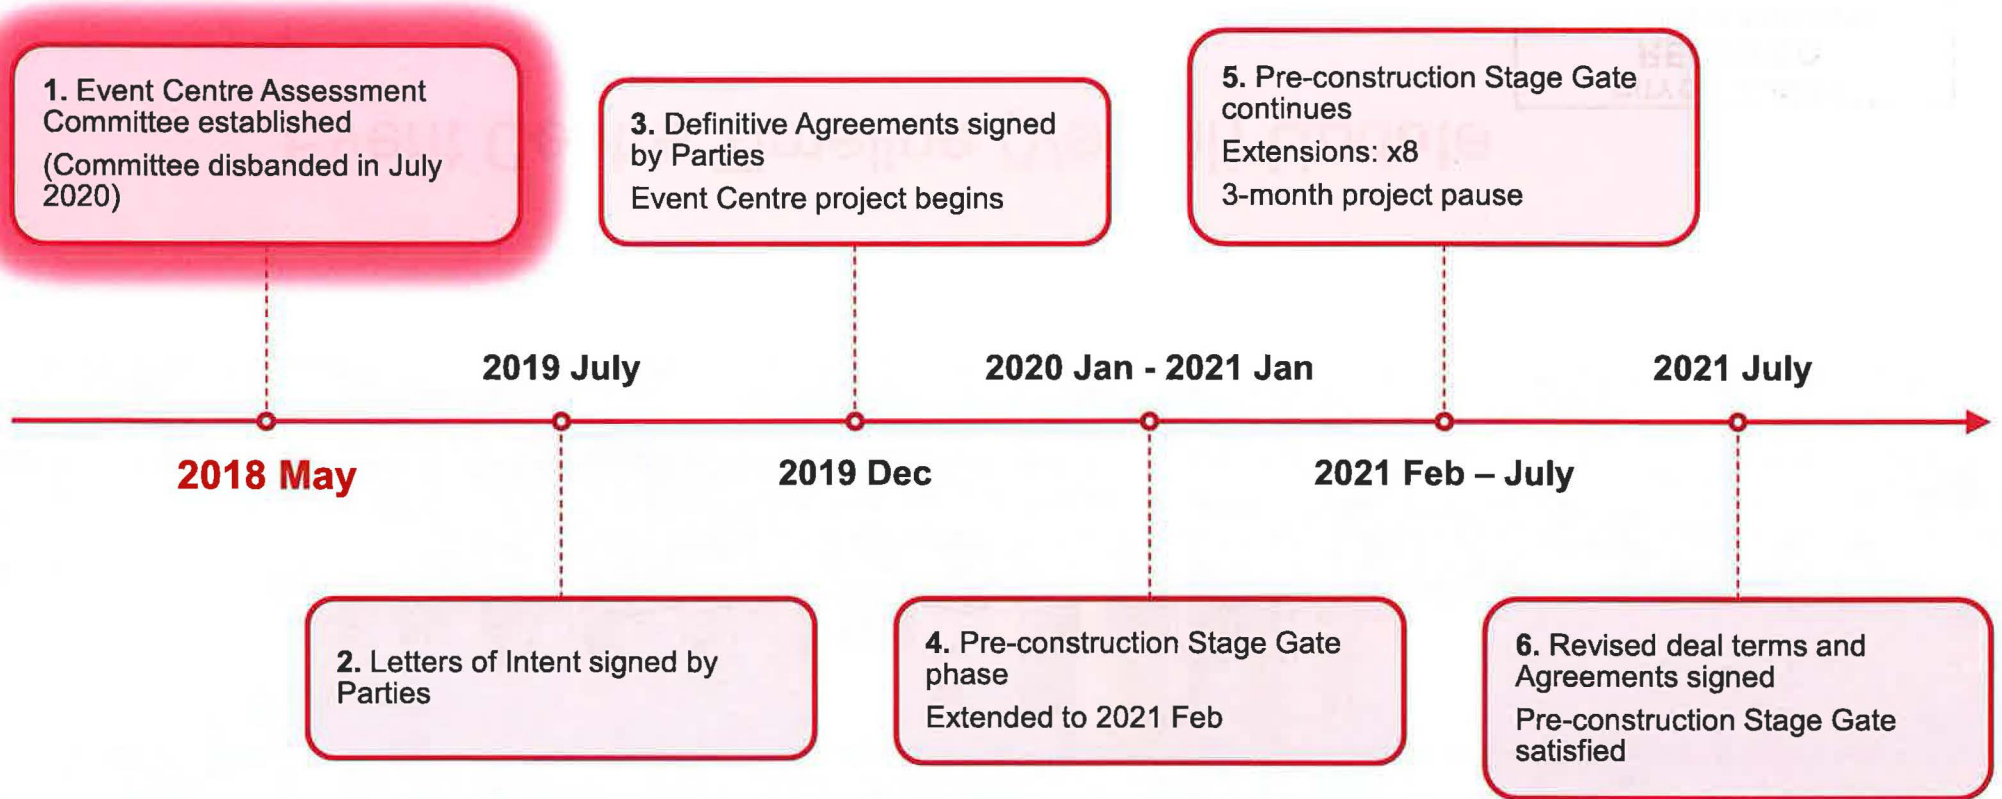 1. Event Centre Assessment
Committee established
(Committee disbanded in July
2020)
3. Definitive Agreements signed
by Parties
Event Centre project begins
5. Pre-construction Stage Gate
continues
Extensions: x8
3-month project pause
2019 July
2020 Jan - 2021 Jan
2021 July
2018 May
2019 Dec
2021 Feb – July
2. Letters of Intent signed by
Parties
4. Pre-construction Stage Gate
phase
Extended to 2021 Feb
6. Revised deal terms and
Agreements signed
Pre-construction Stage Gate
satisfied